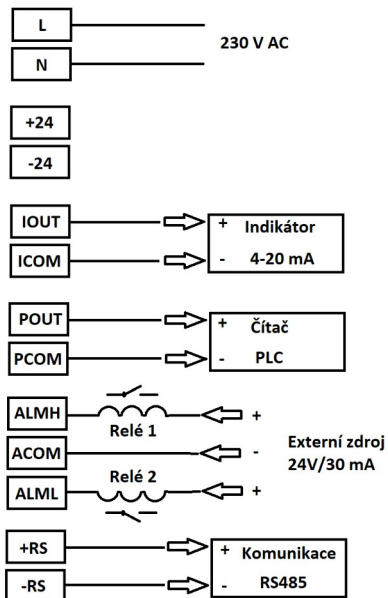 L
230 V AC
N
+24
-24
IOUT + Indikátor
ICOM - 4-20 mA
POUT + Čítač
PCOM - PLC
ALMH +
Relé 1
ACOM - Externí zdroj
24V/30 mA
Relé 2
ALML +
+RS + Komunikace
-RS - RS485